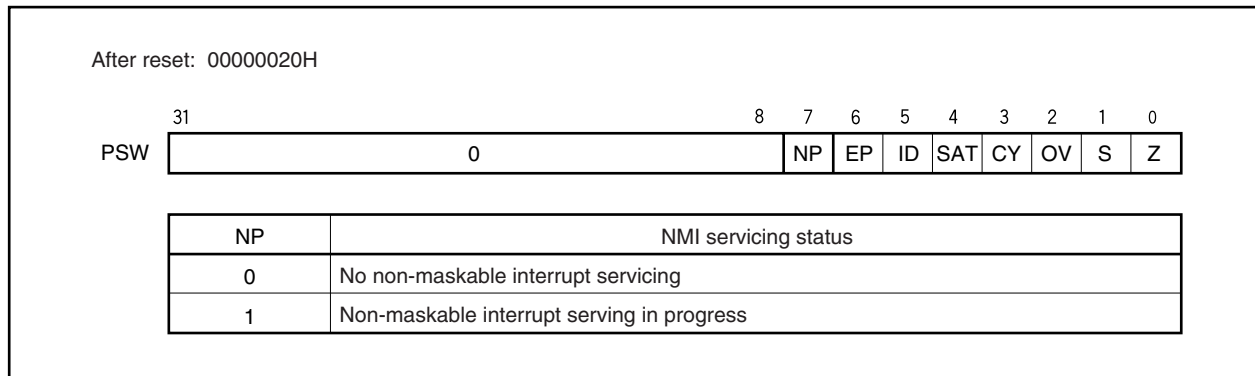 After reset: 00000020H
31 8 7 6 5 4 3 2 1 0
PSW 0 NP EP ID SAT CY OV S Z
NP NMI servicing status
0 No non-maskable interrupt servicing
1 Non-maskable interrupt serving in progress